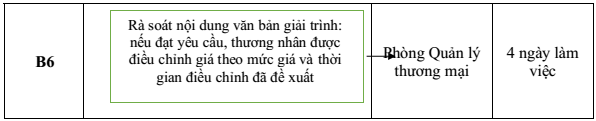 B6
Rà soát nội dung văn bản giải trình:
nếu đạt yêu cầu, thương nhân được
điều chỉnh giá theo mức giá và thời
gian điều chỉnh đã đề xuất
Phòng Quản lý
thương mại
4 ngày làm
việc